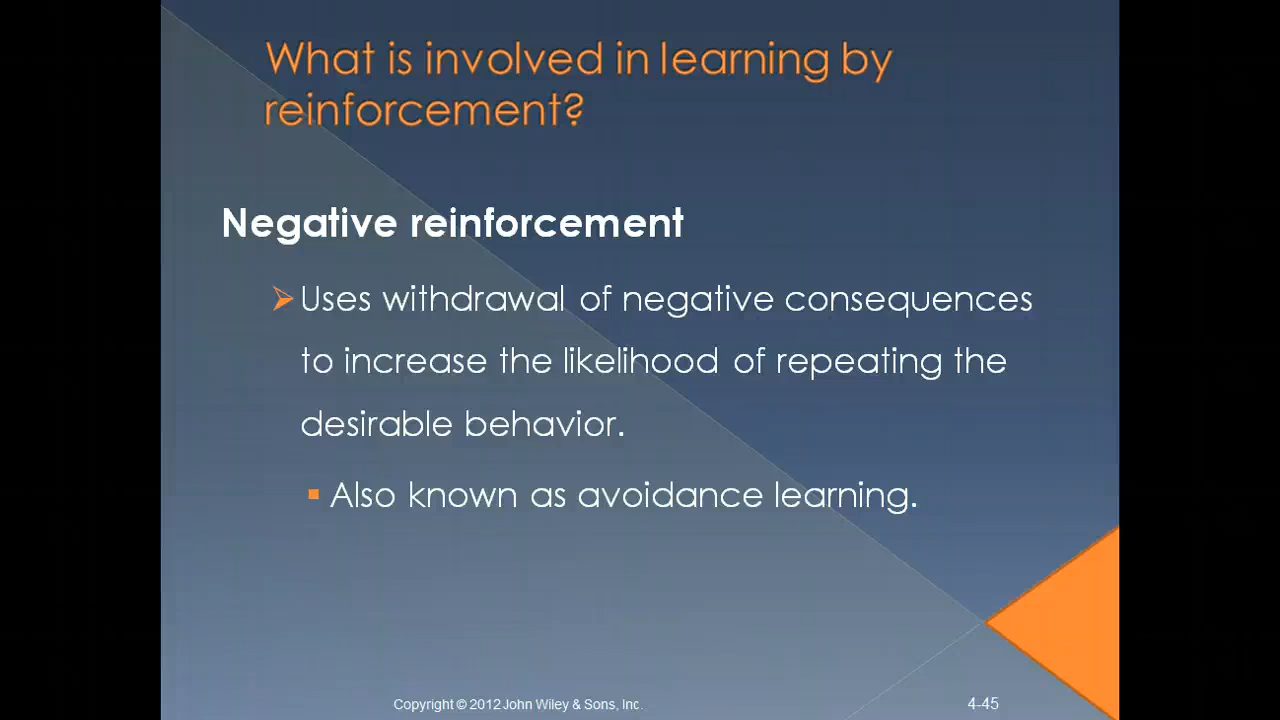 What is involved in learning by
reinforcement?
Negative reinforcement
Uses withdrawal of negative consequences
to increase the likelihood of repeating the
desirable behavior.
Also known as avoidance learning.
Copyright © 2012 John Wiley & Sons, Inc.
4-45